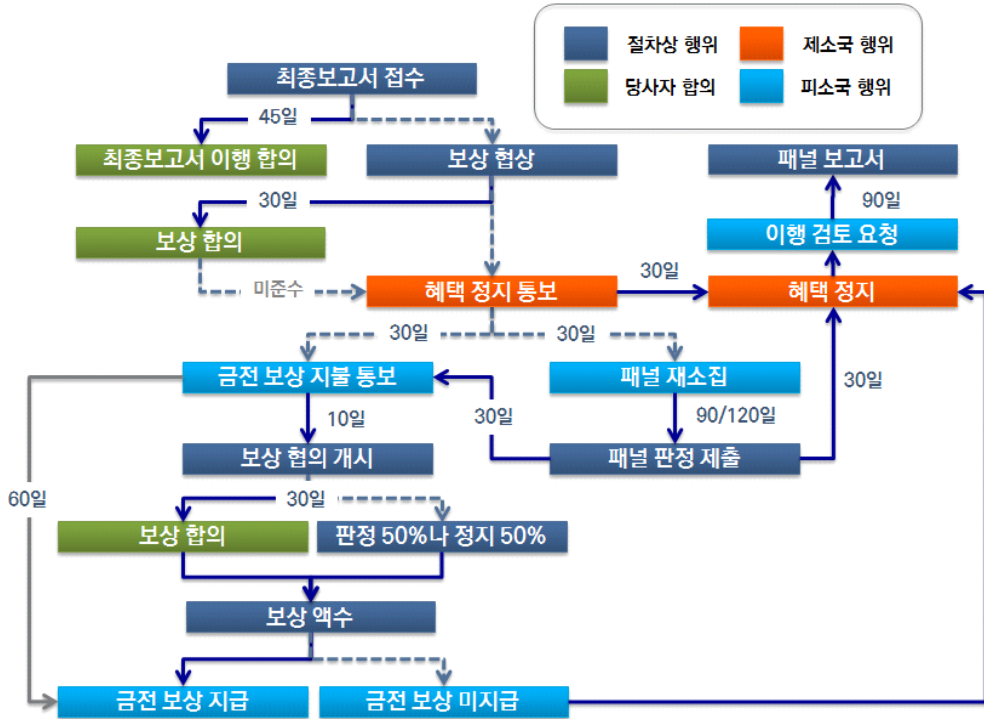 절차상 행위
제소국 행위
당사자 합의
피소국 행위
최종보고서 접수
45일
최종보고서 이행 합의
보상 협상
패널 보고서
30일
90일
보상 합의
이행 검토 요청
미준수
혜택 정지 통보
30일
혜택 정지
30일
30일
금전 보상 지불 통보
패널 재소집
30일
10일
30일
90/120일
보상 협의 개시
패널 판정 제출
60일
30일
보상 합의
판정 50%나 정지 50%
보상 액수
금전 보상 지급
금전 보상 미지급